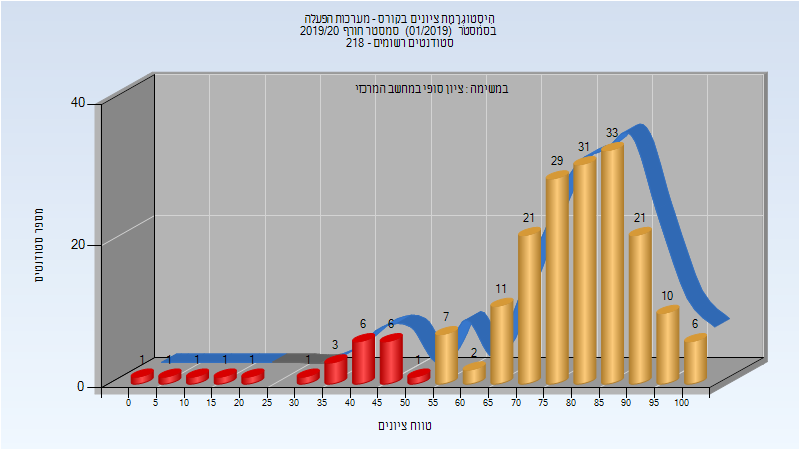 היסטוגרמת ציונים בקורס - מערכות הפעלה
בסמסטר (01/2019) סמסטר חורף 2019/20
סטודנטים רשומים - 218
במשימה : ציון סופי במחשב המרכזי
מספר סטודנטים
40
20
0
1 1 1 1 1 1 3 6 6 1 7 2 11 21 29 31 33 21 10 6
0 5 10 15 20 25 30 35 40 45 50 55 60 65 70 75 80 85 90 95 100
טווח ציונים